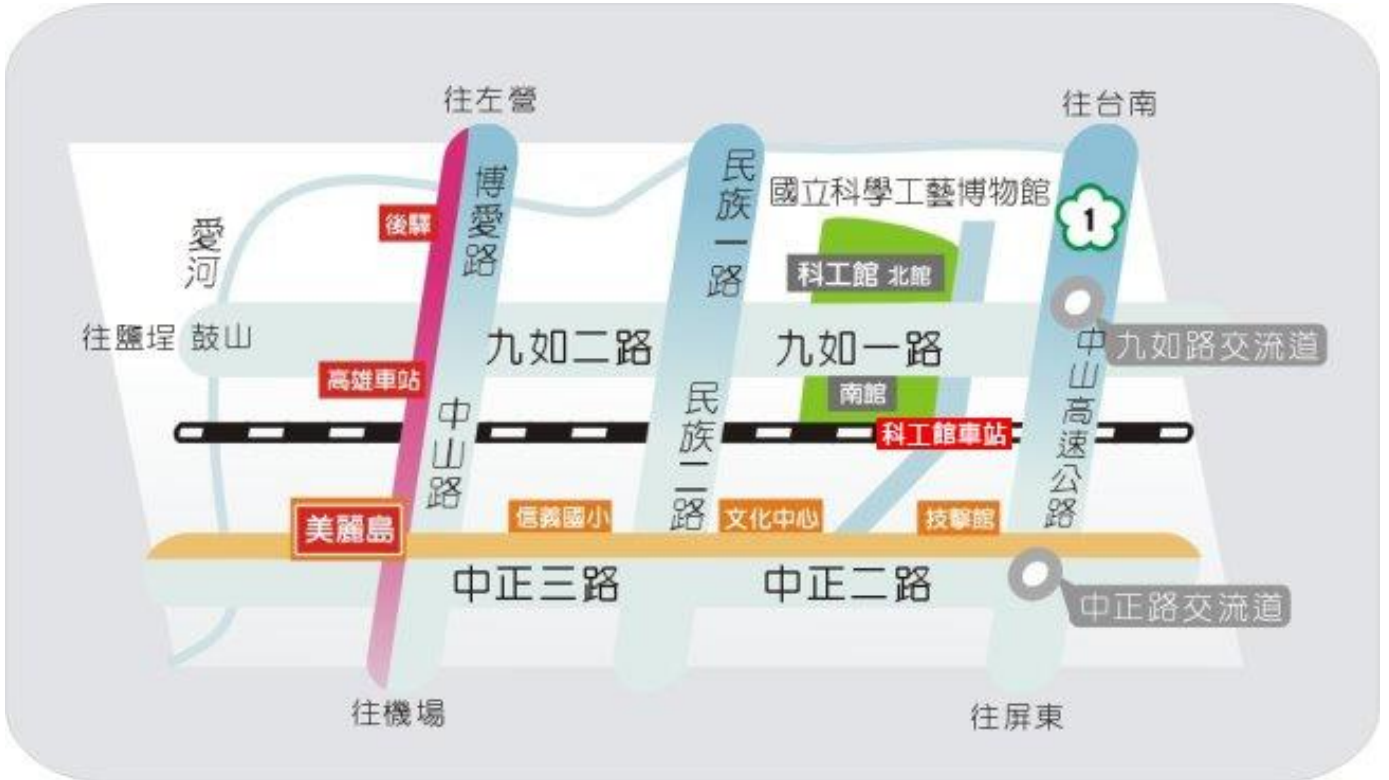 往左營
往台南
博愛路
民族一路
國立科學工藝博物館
1
後驛
愛河
科工館 北館
往鹽埕 鼓山
九如二路
九如一路
九如路交流道
高雄車站
南館
中山路
民族二路
中山高速公路
科工館車站
美麗島
信義國小
文化中心
技擊館
中正三路
中正二路
中正路交流道
往機場
往屏東